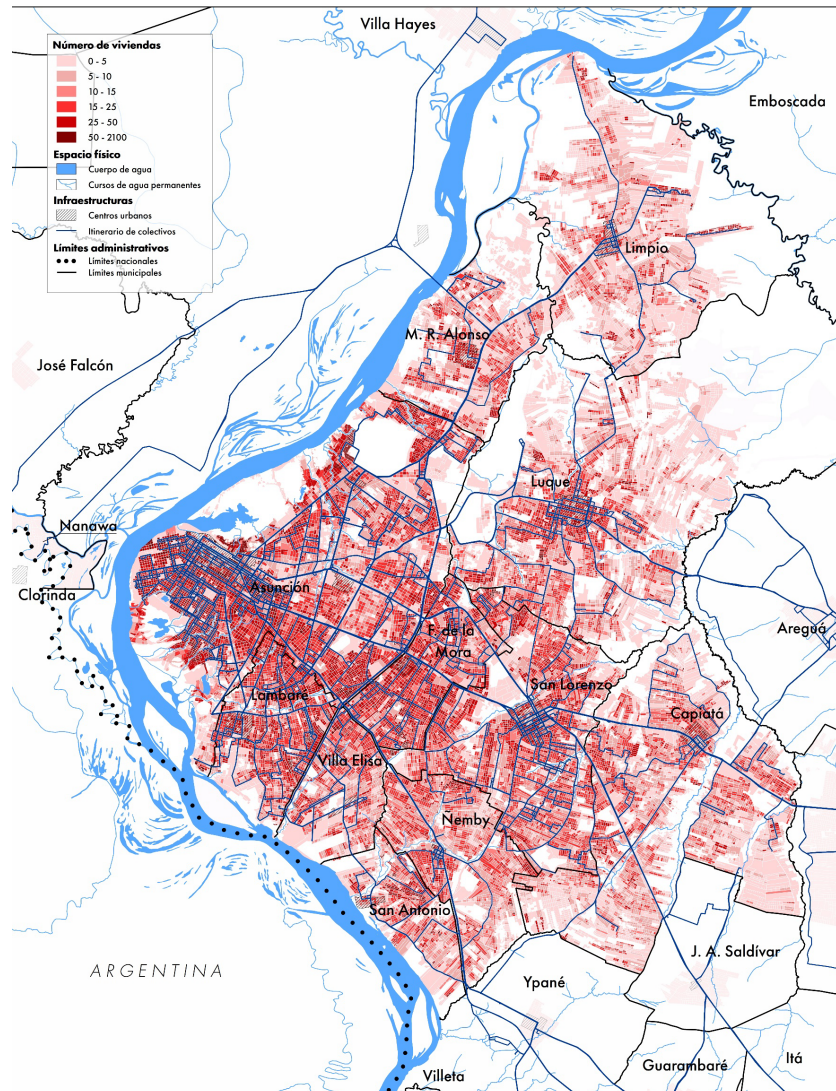 Villa Hayes
Número de viviendas
0 - 5
5 - 10
10 - 15
15 - 25
25 - 50
50 - 2100
Espacio físico
Cuerpo de agua
Cursos de agua permanentes
Infraestructuras
Centros urbanos
Itinerario de colectivos
Límites administrativos
Límites nacionales
Límites municipales
Emboscada
Limpio
M. R. Alonso
José Falcón
Luque
Nanawa
Clorinda
Asunción
Areguá
F. de la
Mora
San Lorenzo
Lambaré
Capiatá
Villa Elisa
Ñemby
San Antonio
J. A. Saldívar
ARGENTINA
Ypané
Itá
Guarambaré
Villeta